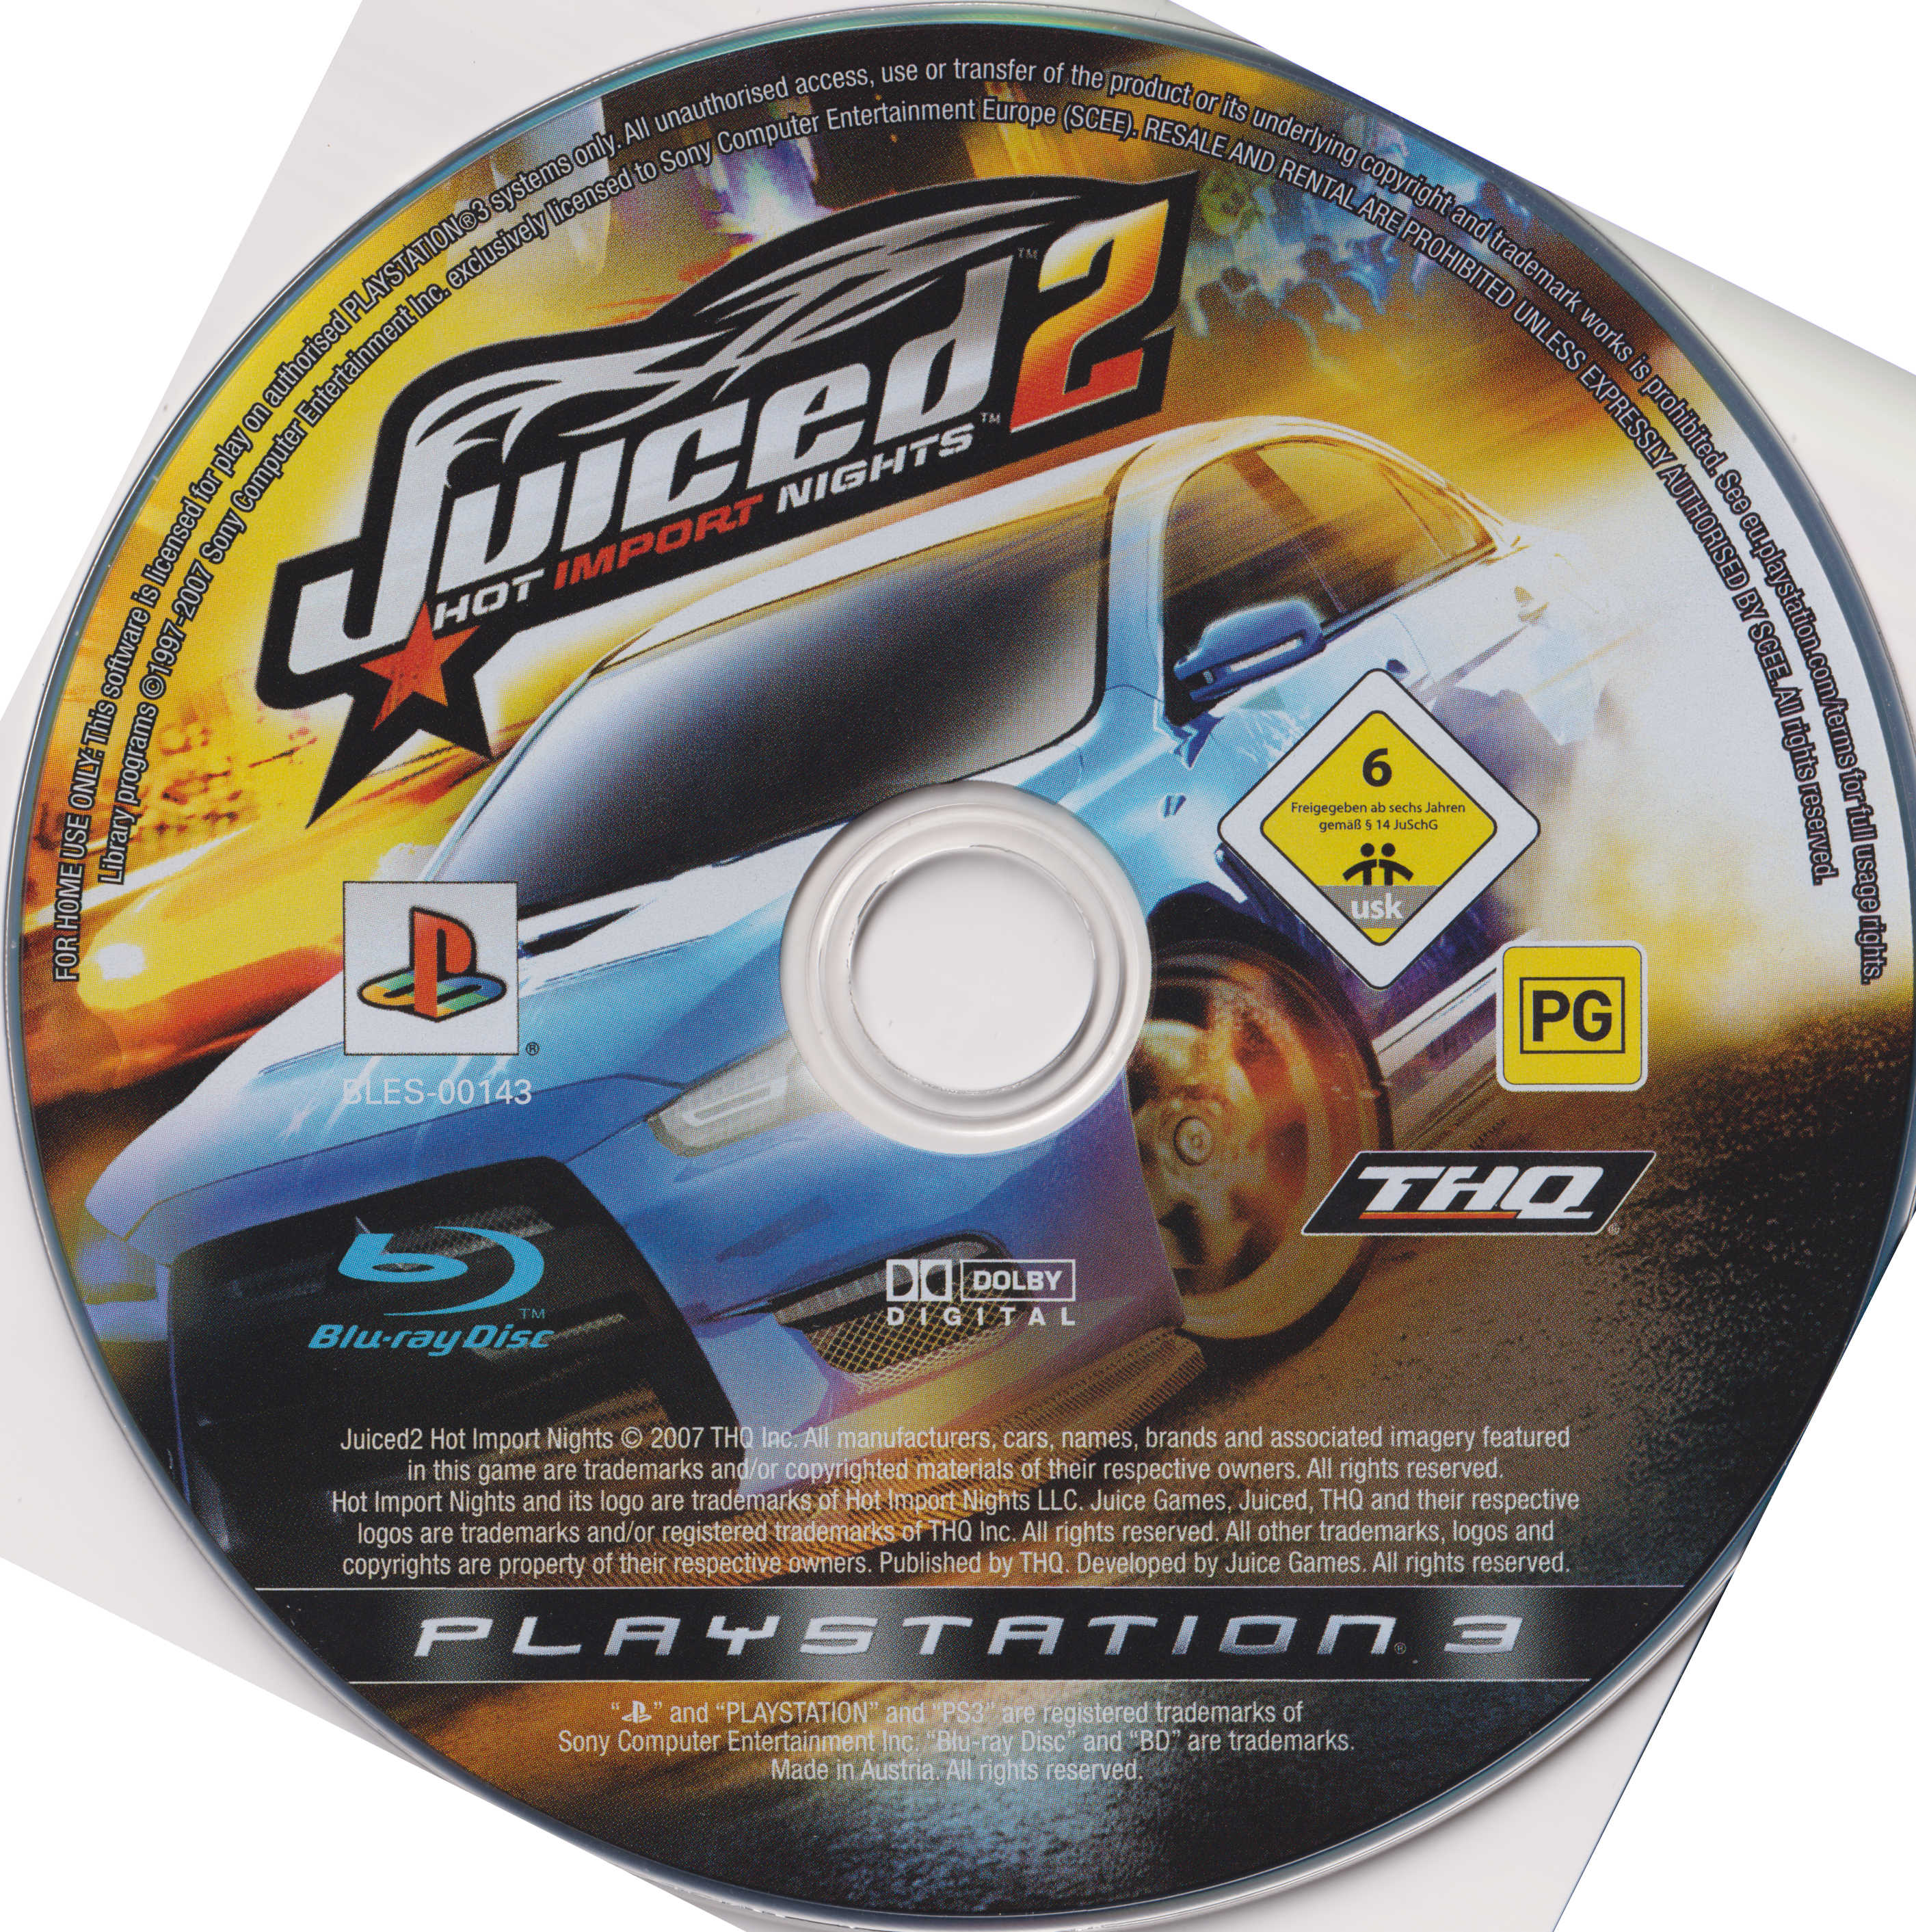 FOR HOME USE ONLY: This software is licensed for play on authorised PLAYSTATION®3 systems only. All unauthorised access, use or transfer of the product or its underlying copyright and trademark works is prohibited. See eu.playstation.com/terms for full usage rights.
Library programs ©1997-2007 Sony Computer Entertainment Inc. exclusively licensed to Sony Computer Entertainment Europe (SCEE). RESALE AND RENTAL ARE PROHIBITED UNLESS EXPRESSLY AUTHORISED BY SCEE. All rights reserved.
Juiced 2™
HOT IMPORT NIGHTS™
6
Freigegeben ab sechs Jahren
gemäß § 14 JuSchG
usk
PG
®
BLES-00143
THQ®
Blu-ray Disc™
DOLBY
DIGITAL
Juiced2 Hot Import Nights © 2007 THQ Inc. All manufacturers, cars, names, brands and associated imagery featured
in this game are trademarks and/or copyrighted materials of their respective owners. All rights reserved.
Hot Import Nights and its logo are trademarks of Hot Import Nights LLC. Juice Games, Juiced, THQ and their respective
logos are trademarks and/or registered trademarks of THQ Inc. All rights reserved. All other trademarks, logos and
copyrights are property of their respective owners. Published by THQ. Developed by Juice Games. All rights reserved.
PLAYSTATION®3
“PS” and “PLAYSTATION” and “PS3” are registered trademarks of
Sony Computer Entertainment Inc. “Blu-ray Disc” and “BD” are trademarks.
Made in Austria. All rights reserved.